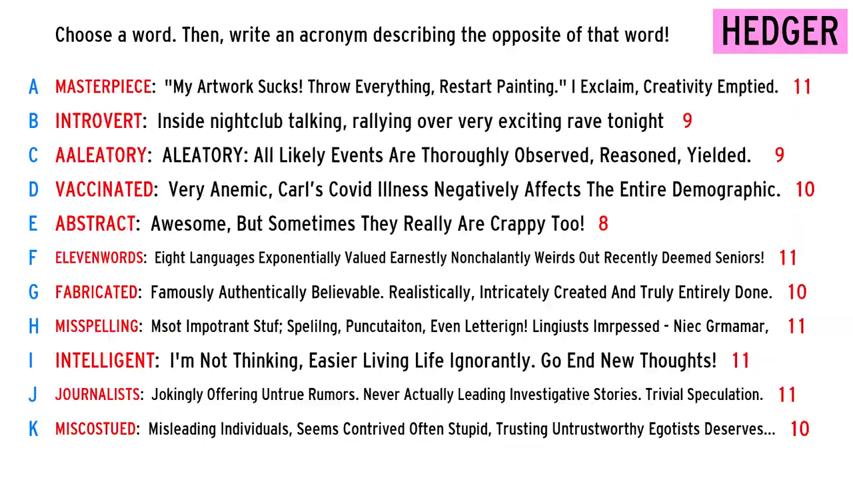 Choose a word. Then, write an acronym describing the opposite of that word!
HEDGER
A MASTERPIECE: "My Artwork Sucks! Throw Everything, Restart Painting." I Exclaim, Creativity Emptied. 11
B INTROVERT: Inside nightclub talking, rallying over very exciting rave tonight 9
C AALEATORY: ALEATORY: All Likely Events Are Thoroughly Observed, Reasoned, Yielded. 9
D VACCINATED: Very Anemic, Carl's Covid Illness Negatively Affects The Entire Demographic. 10
E ABSTRACT: Awesome, But Sometimes They Really Are Crappy Too! 8
F ELEVENWORDS: Eight Languages Exponentially Valued Earnestly Nonchalantly Weirds Out Recently Deemed Seniors! 11
G FABRICATED: Famously Authentically Believable. Realistically, Intricately Created And Truly Entirely Done. 10
H MISSPELLING: Msot Impotrant Stuf; Spelilng, Puncutaiton, Even Letterign! Lingiusts Imrpessed - Niec Grmamar, 11
I INTELLIGENT: I'm Not Thinking, Easier Living Life Ignorantly. Go End New Thoughts! 11
J JOURNALISTS: Jokingly Offering Untrue Rumors. Never Actually Leading Investigative Stories. Trivial Speculation. 11
K MISCOSTUED: Misleading Individuals, Seems Contrived Often Stupid, Trusting Untrustworthy Egotists Deserves... 10